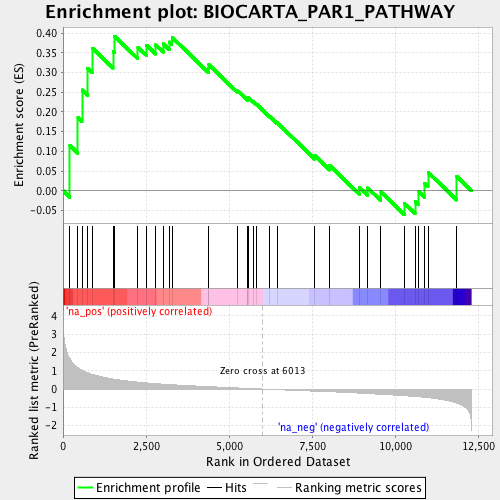 Enrichment plot: BIOCARTA_PAR1_PATHWAY
Enrichment score (ES)
0.40
0.35
0.30
0.25
0.20
0.15
0.10
0.05
0.00
-0.05
'na_pos' (positively correlated)
Ranked list metric (PreRanked)
4
3
2
1
0
-1
-2
Zero cross at 6013
'na_neg' (negatively correlated)
0
2,500
5,000
7,500
10,000
12,500
Rank in Ordered Dataset
Enrichment profile
Hits
Ranking metric scores